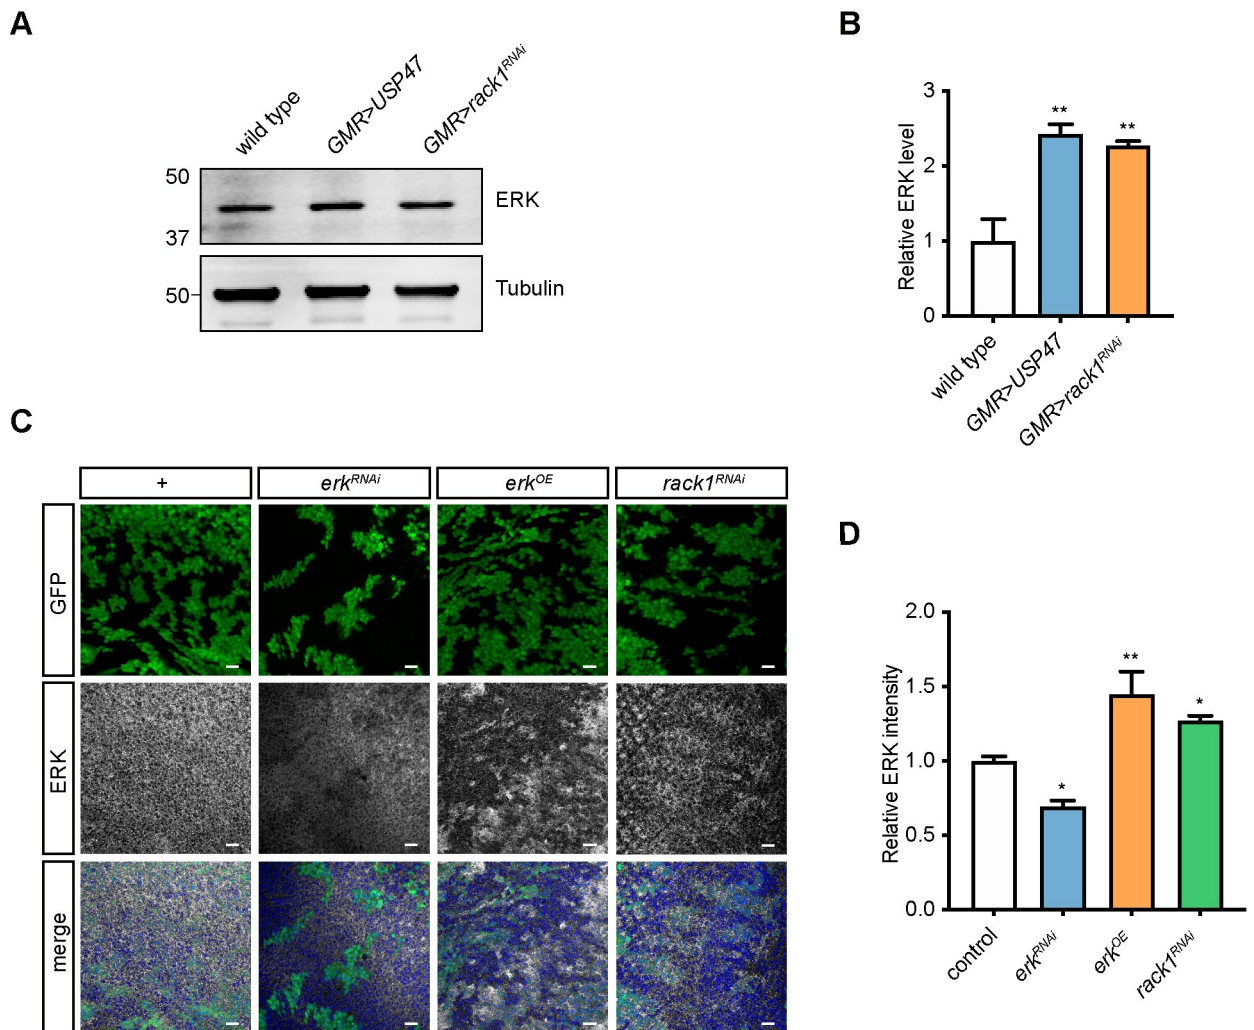 A
wild type
GMR>USP47
GMR>rack1RNAi
50
37
ERK
50
Tubulin
B
Relative ERK level
3
2
1
0
**
**
wild type
GMR>USP47
GMR>rack1RNAi
C
+
erkRNAi
erkOE
rack1RNAi
GFP
ERK
merge
D
Relative ERK intensity
2.0
1.5
1.0
0.5
0.0
*
**
*
control
erkRNAi
erkOE
rack1RNAi